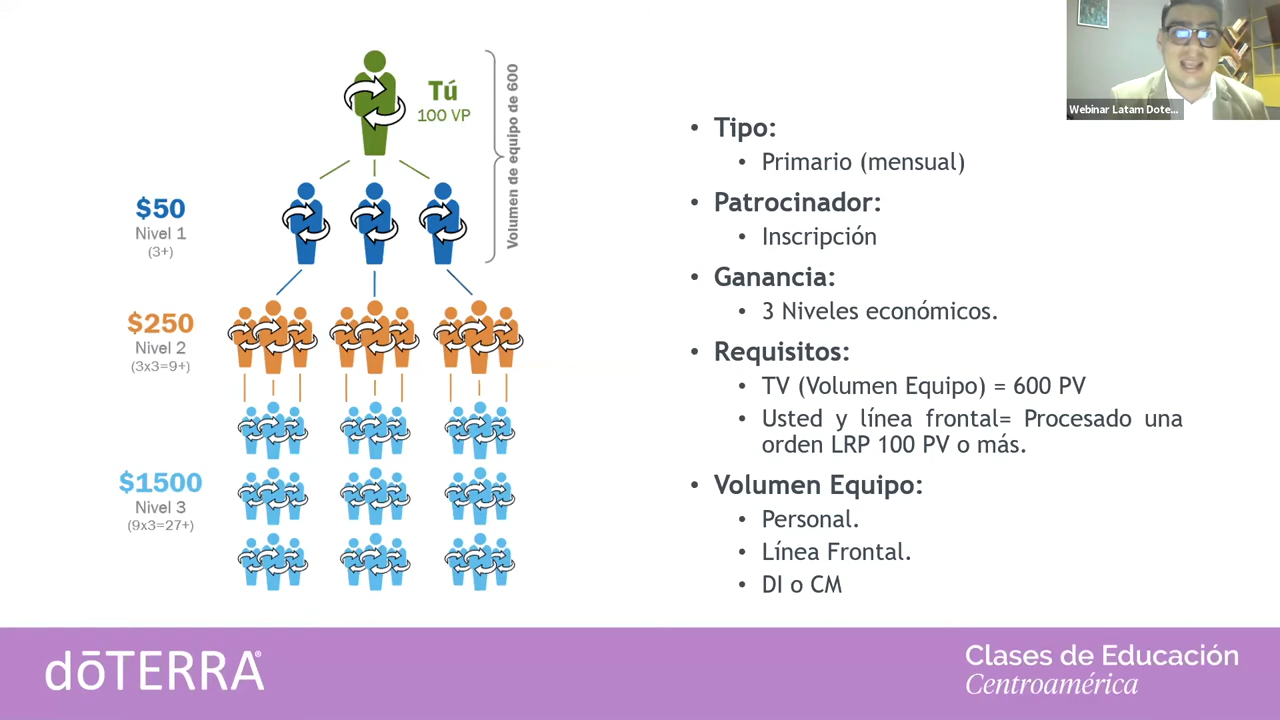 Tú
100 VP
Volumen de equipo de 600
$50
Nivel 1
(3+)
$250
Nivel 2
(3x3=9+)
$1500
Nivel 3
(9x3=27+)
• Tipo:
• Primario (mensual)
• Patrocinador:
• Inscripción
• Ganancia:
• 3 Niveles económicos.
• Requisitos:
• TV (Volumen Equipo) = 600 PV
• Usted y línea frontal= Procesado una
orden LRP 100 PV o más.
• Volumen Equipo:
• Personal.
• Línea Frontal.
• DI o CM
Webinar Latam Dote...
dōTERRA®
Clases de Educación
Centroamérica